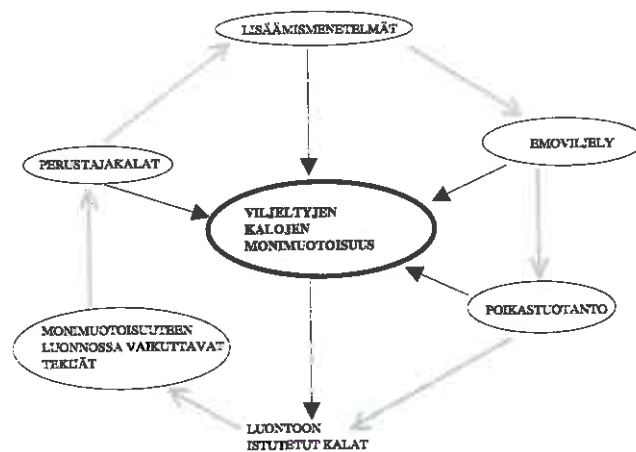 LISÄÄMISMENETELMÄT
EMOVILJELY
PERUSTAJAKALAT
VILJELTYJEN
KALOJEN
MONIMUOTOISUUS
POIKASTUOTANTO
MONIMUOTOISUUTEEN
LUONNOSSA VAIKUTTAVAT
TEKIJÄT
LUONTOON
ISTUTETUT KALAT